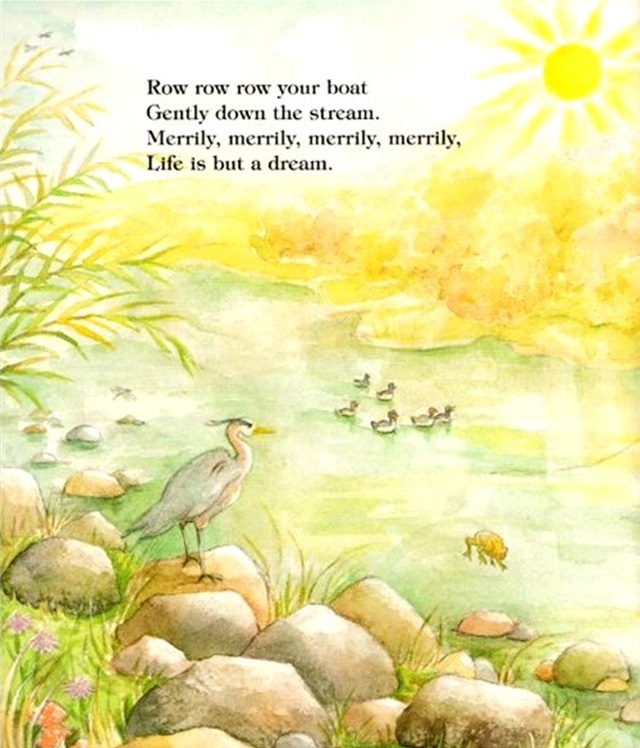 Row row row your boat
Gently down the stream.
Merrily, merrily, merrily, merrily,
Life is but a dream.